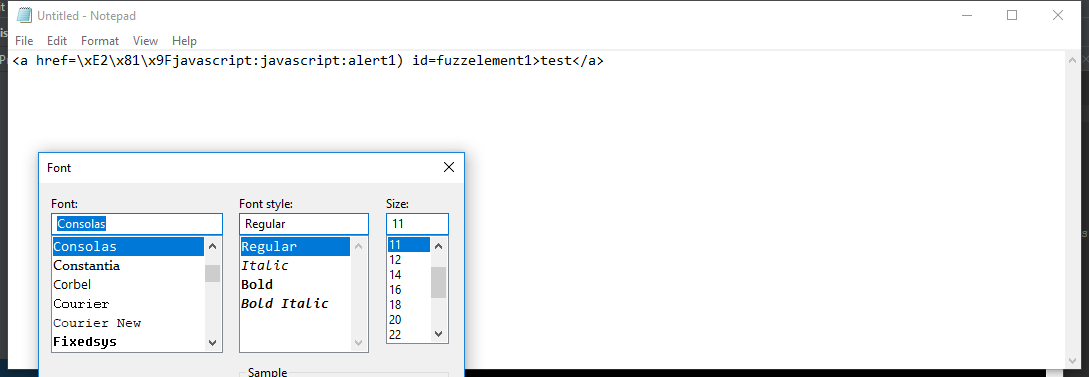 Untitled - Notepad
File Edit Format View Help
<a href=\xE2\x81\x9Fjavascript:javascript:alert1) id=fuzzelement1>test</a>
Font
Font: Font style: Size:
Consolas Regular 11
Consolas Regular 11
Constantia Italic 12
Corbel Bold 14
Courier Bold Italic 16
Courier New 18
Fixedsys 20
22
Sample